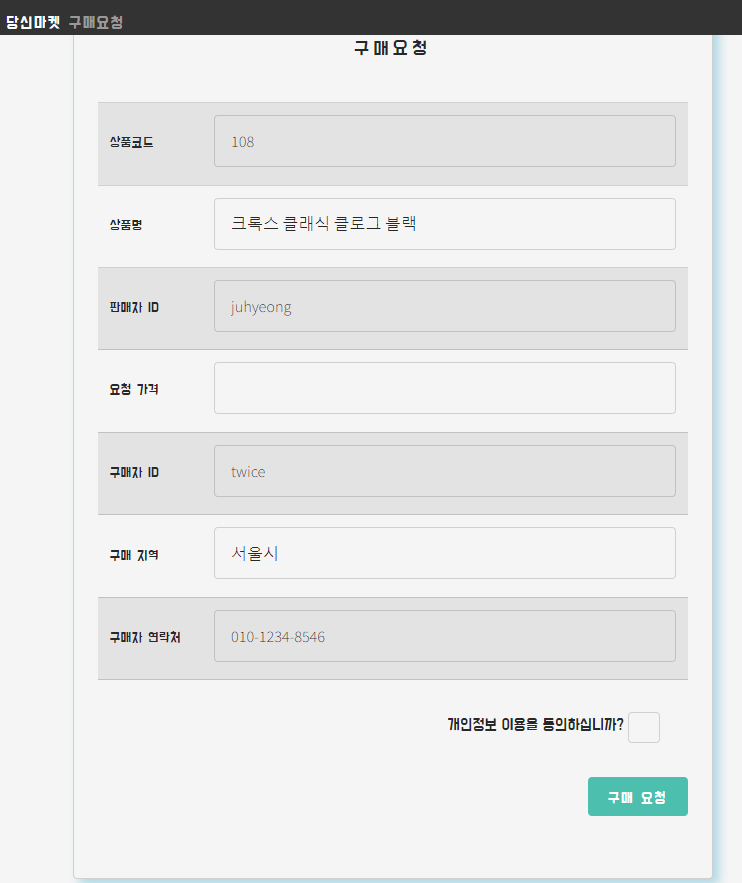 당신마켓 구매요청
구매요청
상품코드 108
상품명 크록스 클래식 클로그 블랙
판매자 ID juhyeong
요청 가격
구매자 ID twice
구매 지역 서울시
구매자 연락처 010-1234-8546
개인정보 이용을 동의하십니까?
구매 요청